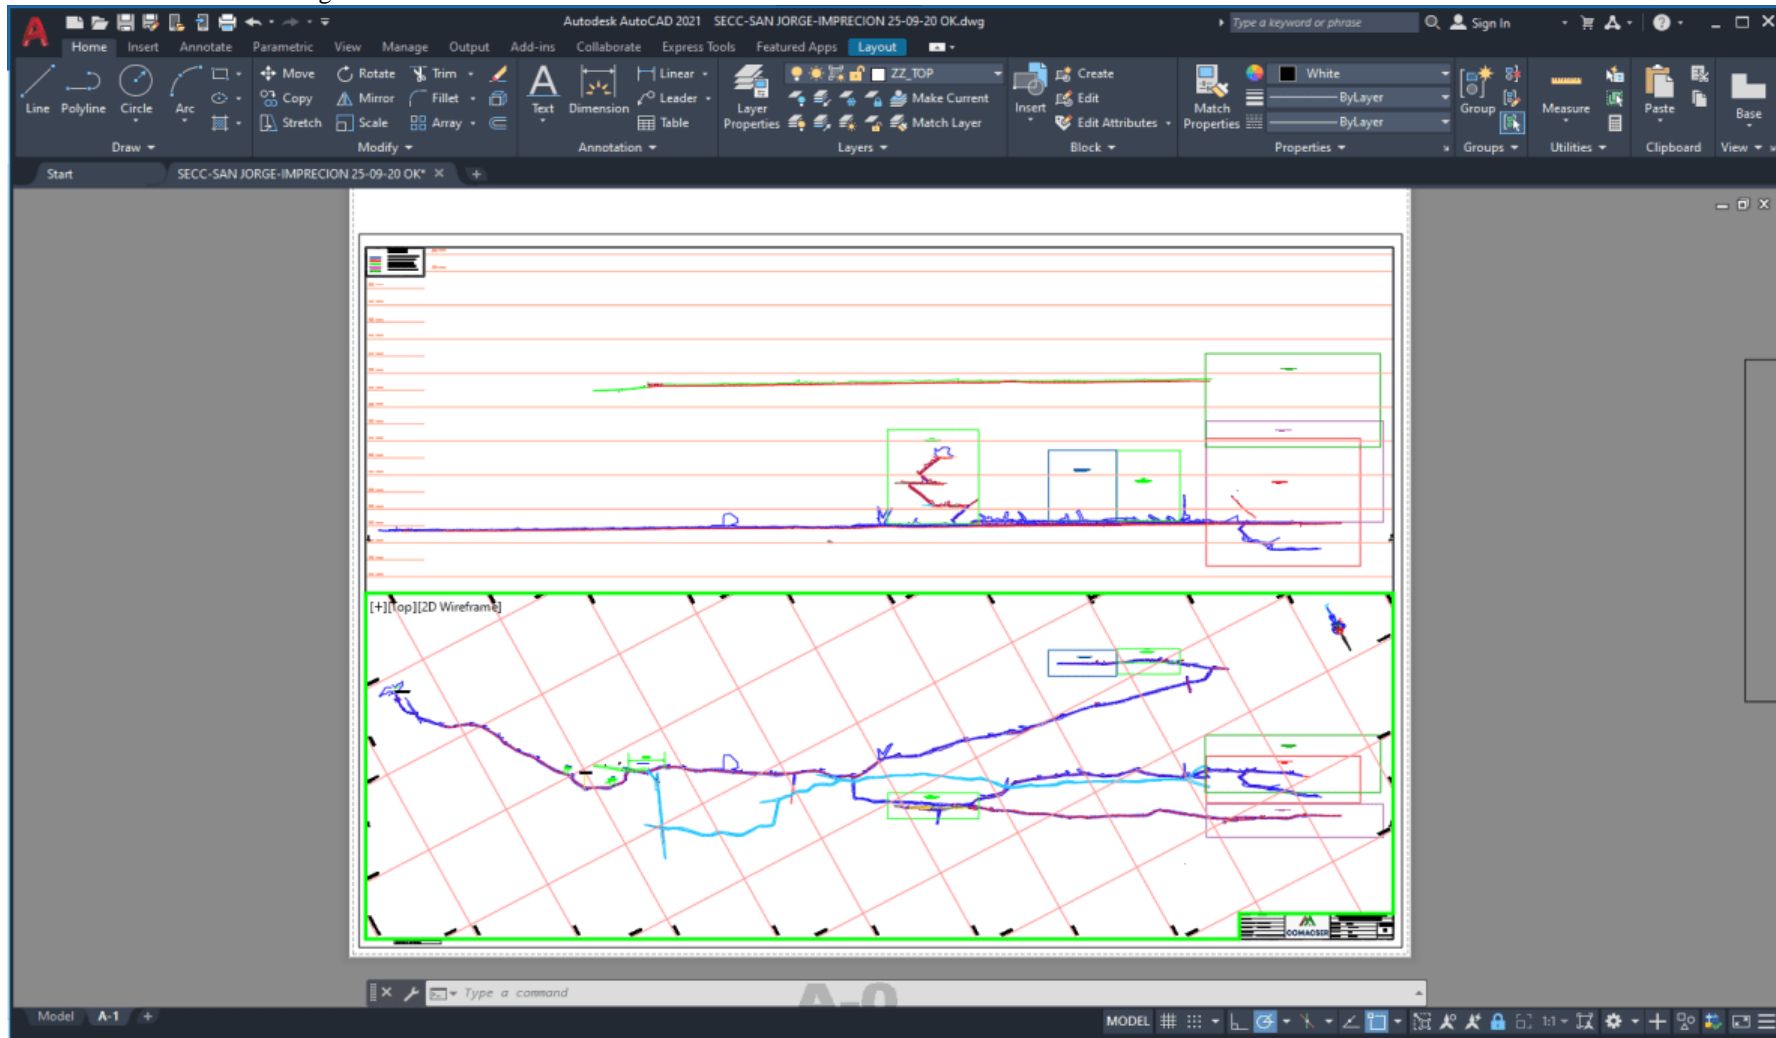 Autodesk AutoCAD 2021 SECC-SAN JORGE-IMPRECION 25-09-20 OK.dwg
Type a keyword or phrase
Sign In
Home Insert Annotate Parametric View Manage Output Add-ins Collaborate Express Tools Featured Apps Layout
Line Polyline Circle Arc
Move Rotate Trim
Copy Mirror Fillet
Stretch Scale Array
Text Dimension
Linear
Leader
Table
Layer Properties
ZZ_TOP
Make Current
Match Layer
Insert
Create
Edit
Edit Attributes
Match Properties
White
ByLayer
ByLayer
Group
Measure
Paste
Base
Draw Modify Annotation Layers Block Properties Groups Utilities Clipboard View
Start
SECC-SAN JORGE-IMPRECION 25-09-20 OK*
[+][Top][2D Wireframe]
COMACSER
Type a command
A-0
Model A-1
MODEL
1:1